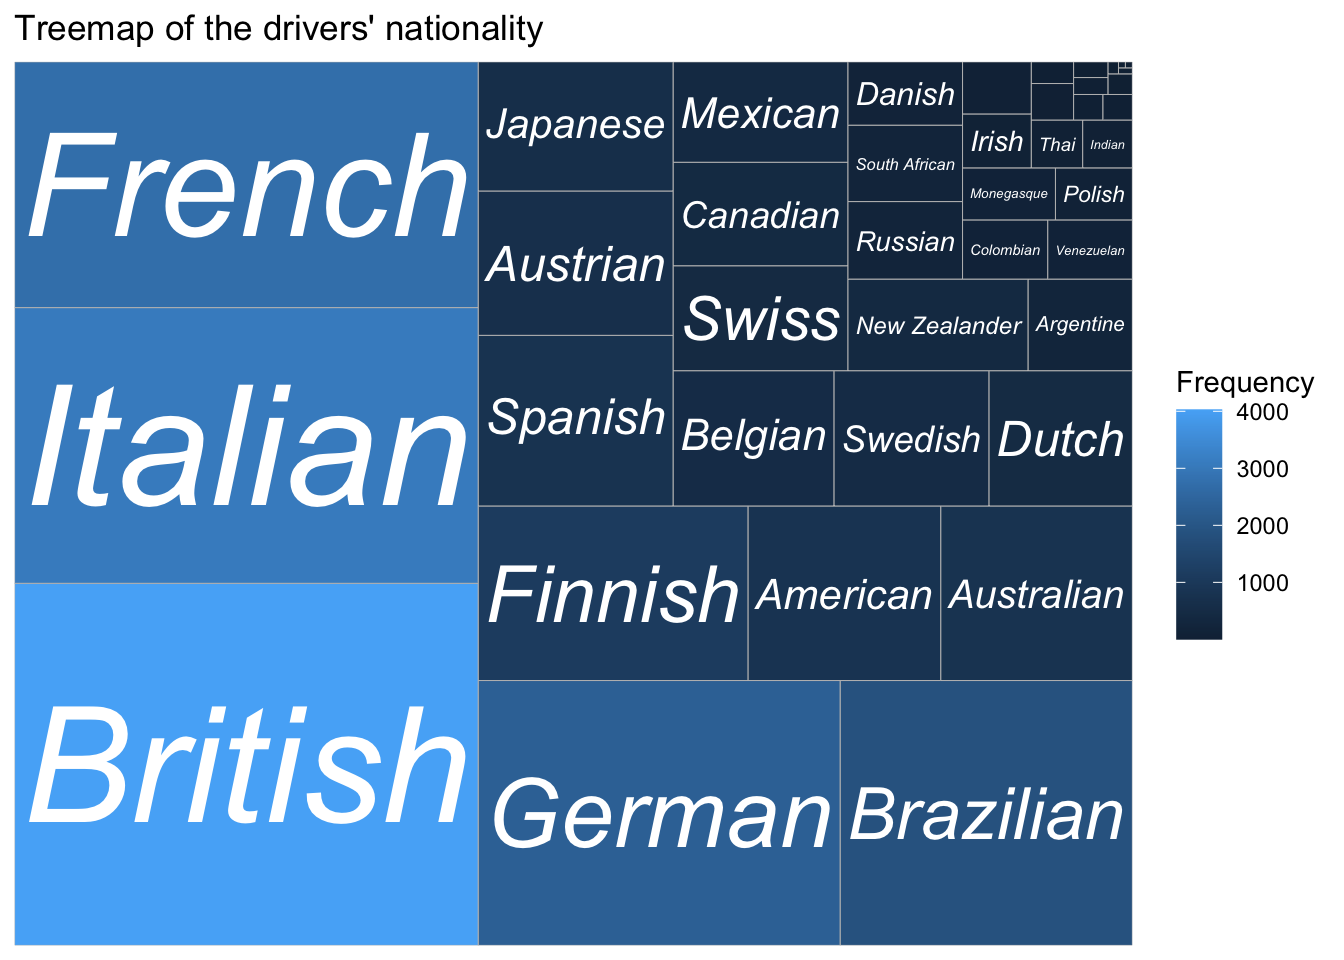 Treemap of the drivers' nationality
French
Italian
British
Japanese
Austrian
Spanish
Mexican
Canadian
Swiss
Danish
South African
Russian
Irish
Thai
Indian
Monegasque
Polish
Colombian
Venezuelan
New Zealander
Argentine
Belgian
Swedish
Dutch
Finnish
American
Australian
German
Brazilian
Frequency
4000
3000
2000
1000